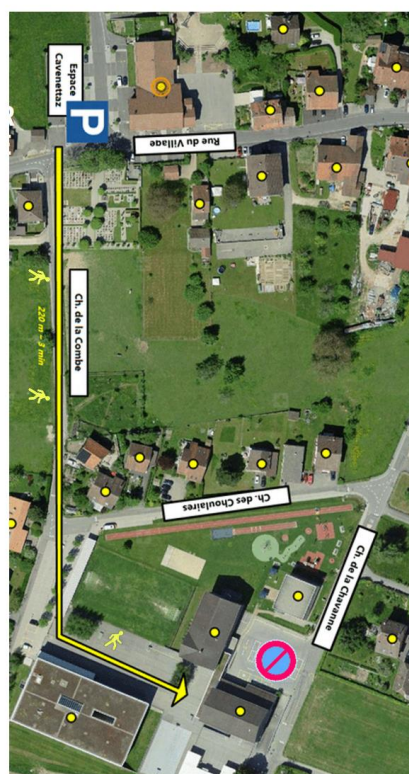 Espace
Cavenettaz
P
Rue du Village
Ch. de la Combe
220 m - 3 min
Ch. des Choulaires
Ch. de la Chavanne